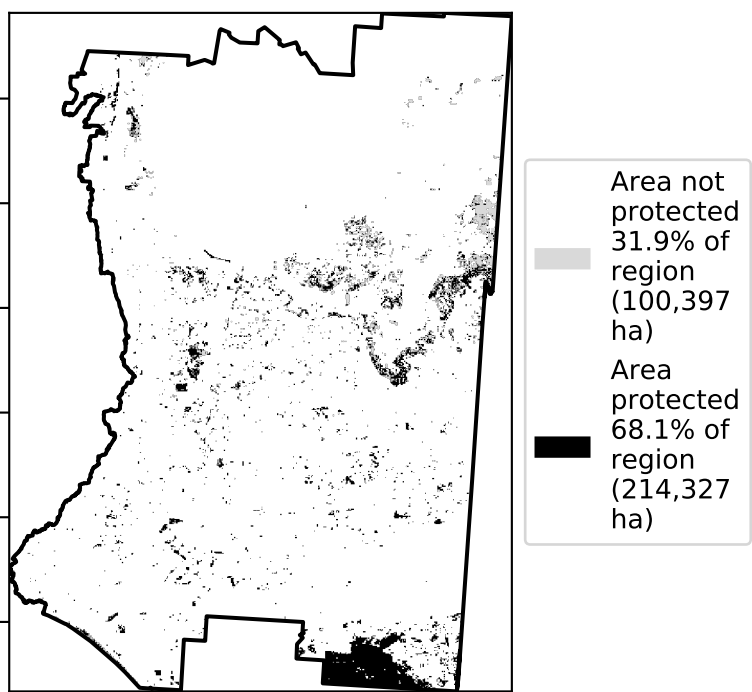 Area not
protected
31.9% of
region
(100,397
ha)
Area
protected
68.1% of
region
(214,327
ha)